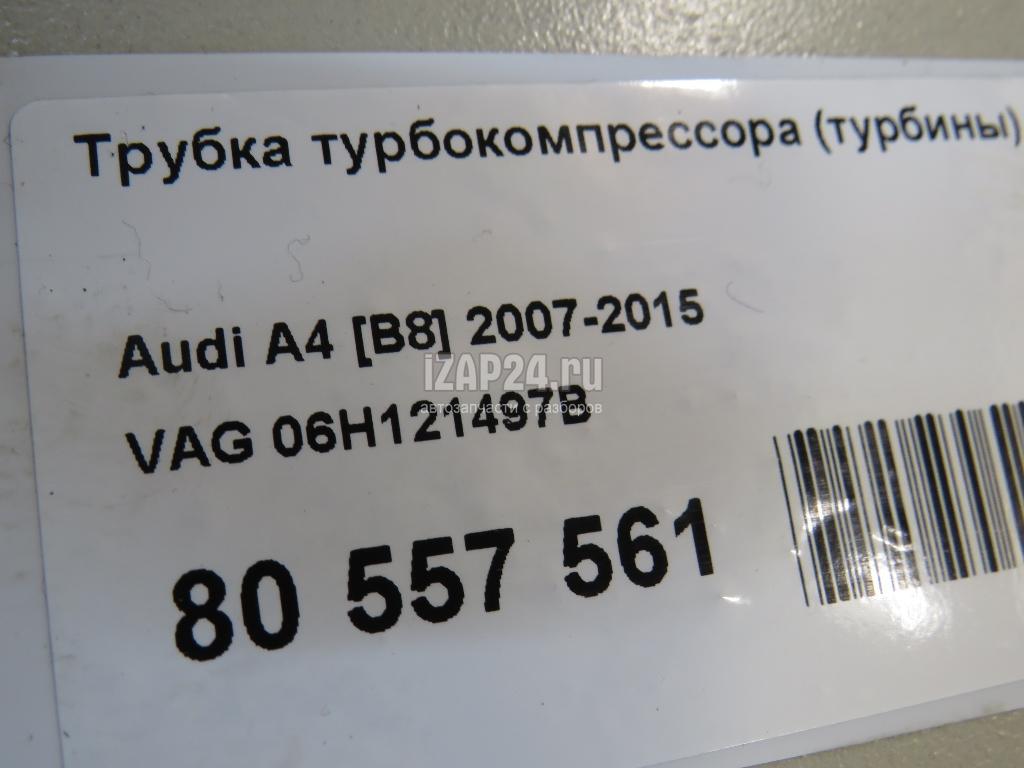 Трубка турбокомпрессора (турбины)
Audi A4 [B8] 2007-2015
iZAP24.ru
автозапчасти с разборов
VAG 06H121497B
80 557 561